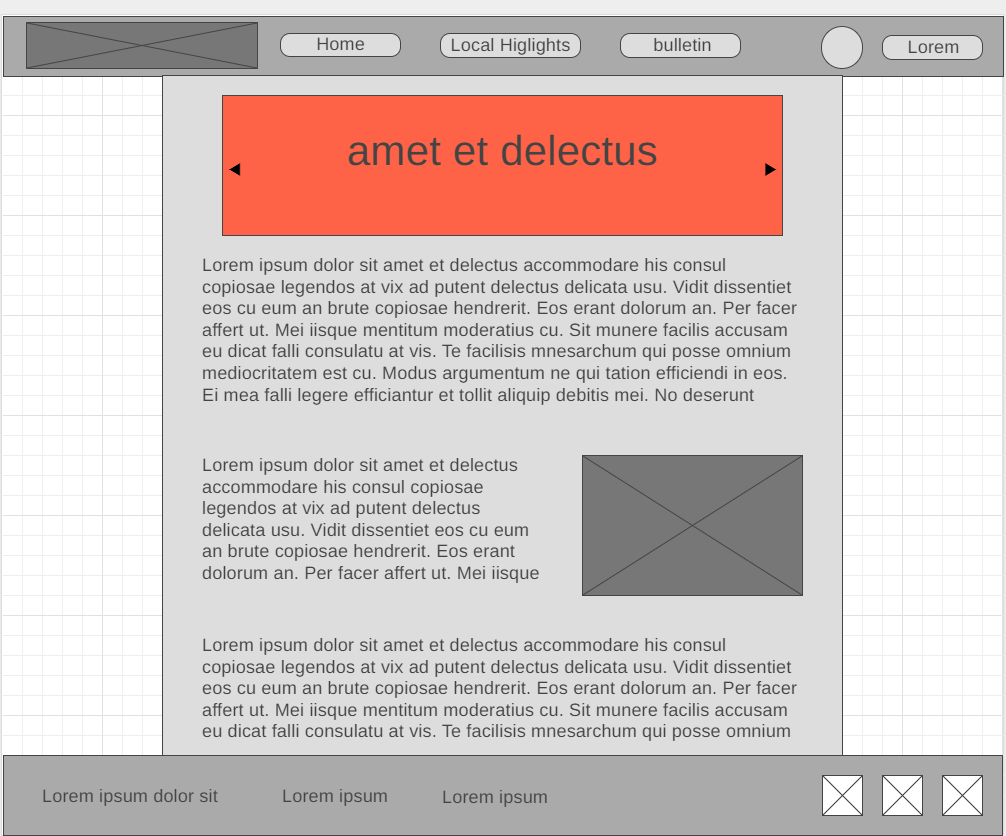 Home
Local Higlights
bulletin
Lorem
amet et delectus
Lorem ipsum dolor sit amet et delectus accommodare his consul
copiosae legendos at vix ad putent delectus delicata usu. Vidit dissentiet
eos cu eum an brute copiosae hendrerit. Eos erant dolorum an. Per facer
affert ut. Mei iisque mentitum moderatius cu. Sit munere facilis accusam
eu dicat falli consulatu at vis. Te facilisis mnesarchum qui posse omnium
mediocritatem est cu. Modus argumentum ne qui tation efficiendi in eos.
Ei mea falli legere efficiantur et tollit aliquip debitis mei. No deserunt
Lorem ipsum dolor sit amet et delectus
accommodare his consul copiosae
legendos at vix ad putent delectus
delicata usu. Vidit dissentiet eos cu eum
an brute copiosae hendrerit. Eos erant
dolorum an. Per facer affert ut. Mei iisque
Lorem ipsum dolor sit amet et delectus accommodare his consul
copiosae legendos at vix ad putent delectus delicata usu. Vidit dissentiet
eos cu eum an brute copiosae hendrerit. Eos erant dolorum an. Per facer
affert ut. Mei iisque mentitum moderatius cu. Sit munere facilis accusam
eu dicat falli consulatu at vis. Te facilisis mnesarchum qui posse omnium
Lorem ipsum dolor sit
Lorem ipsum
Lorem ipsum